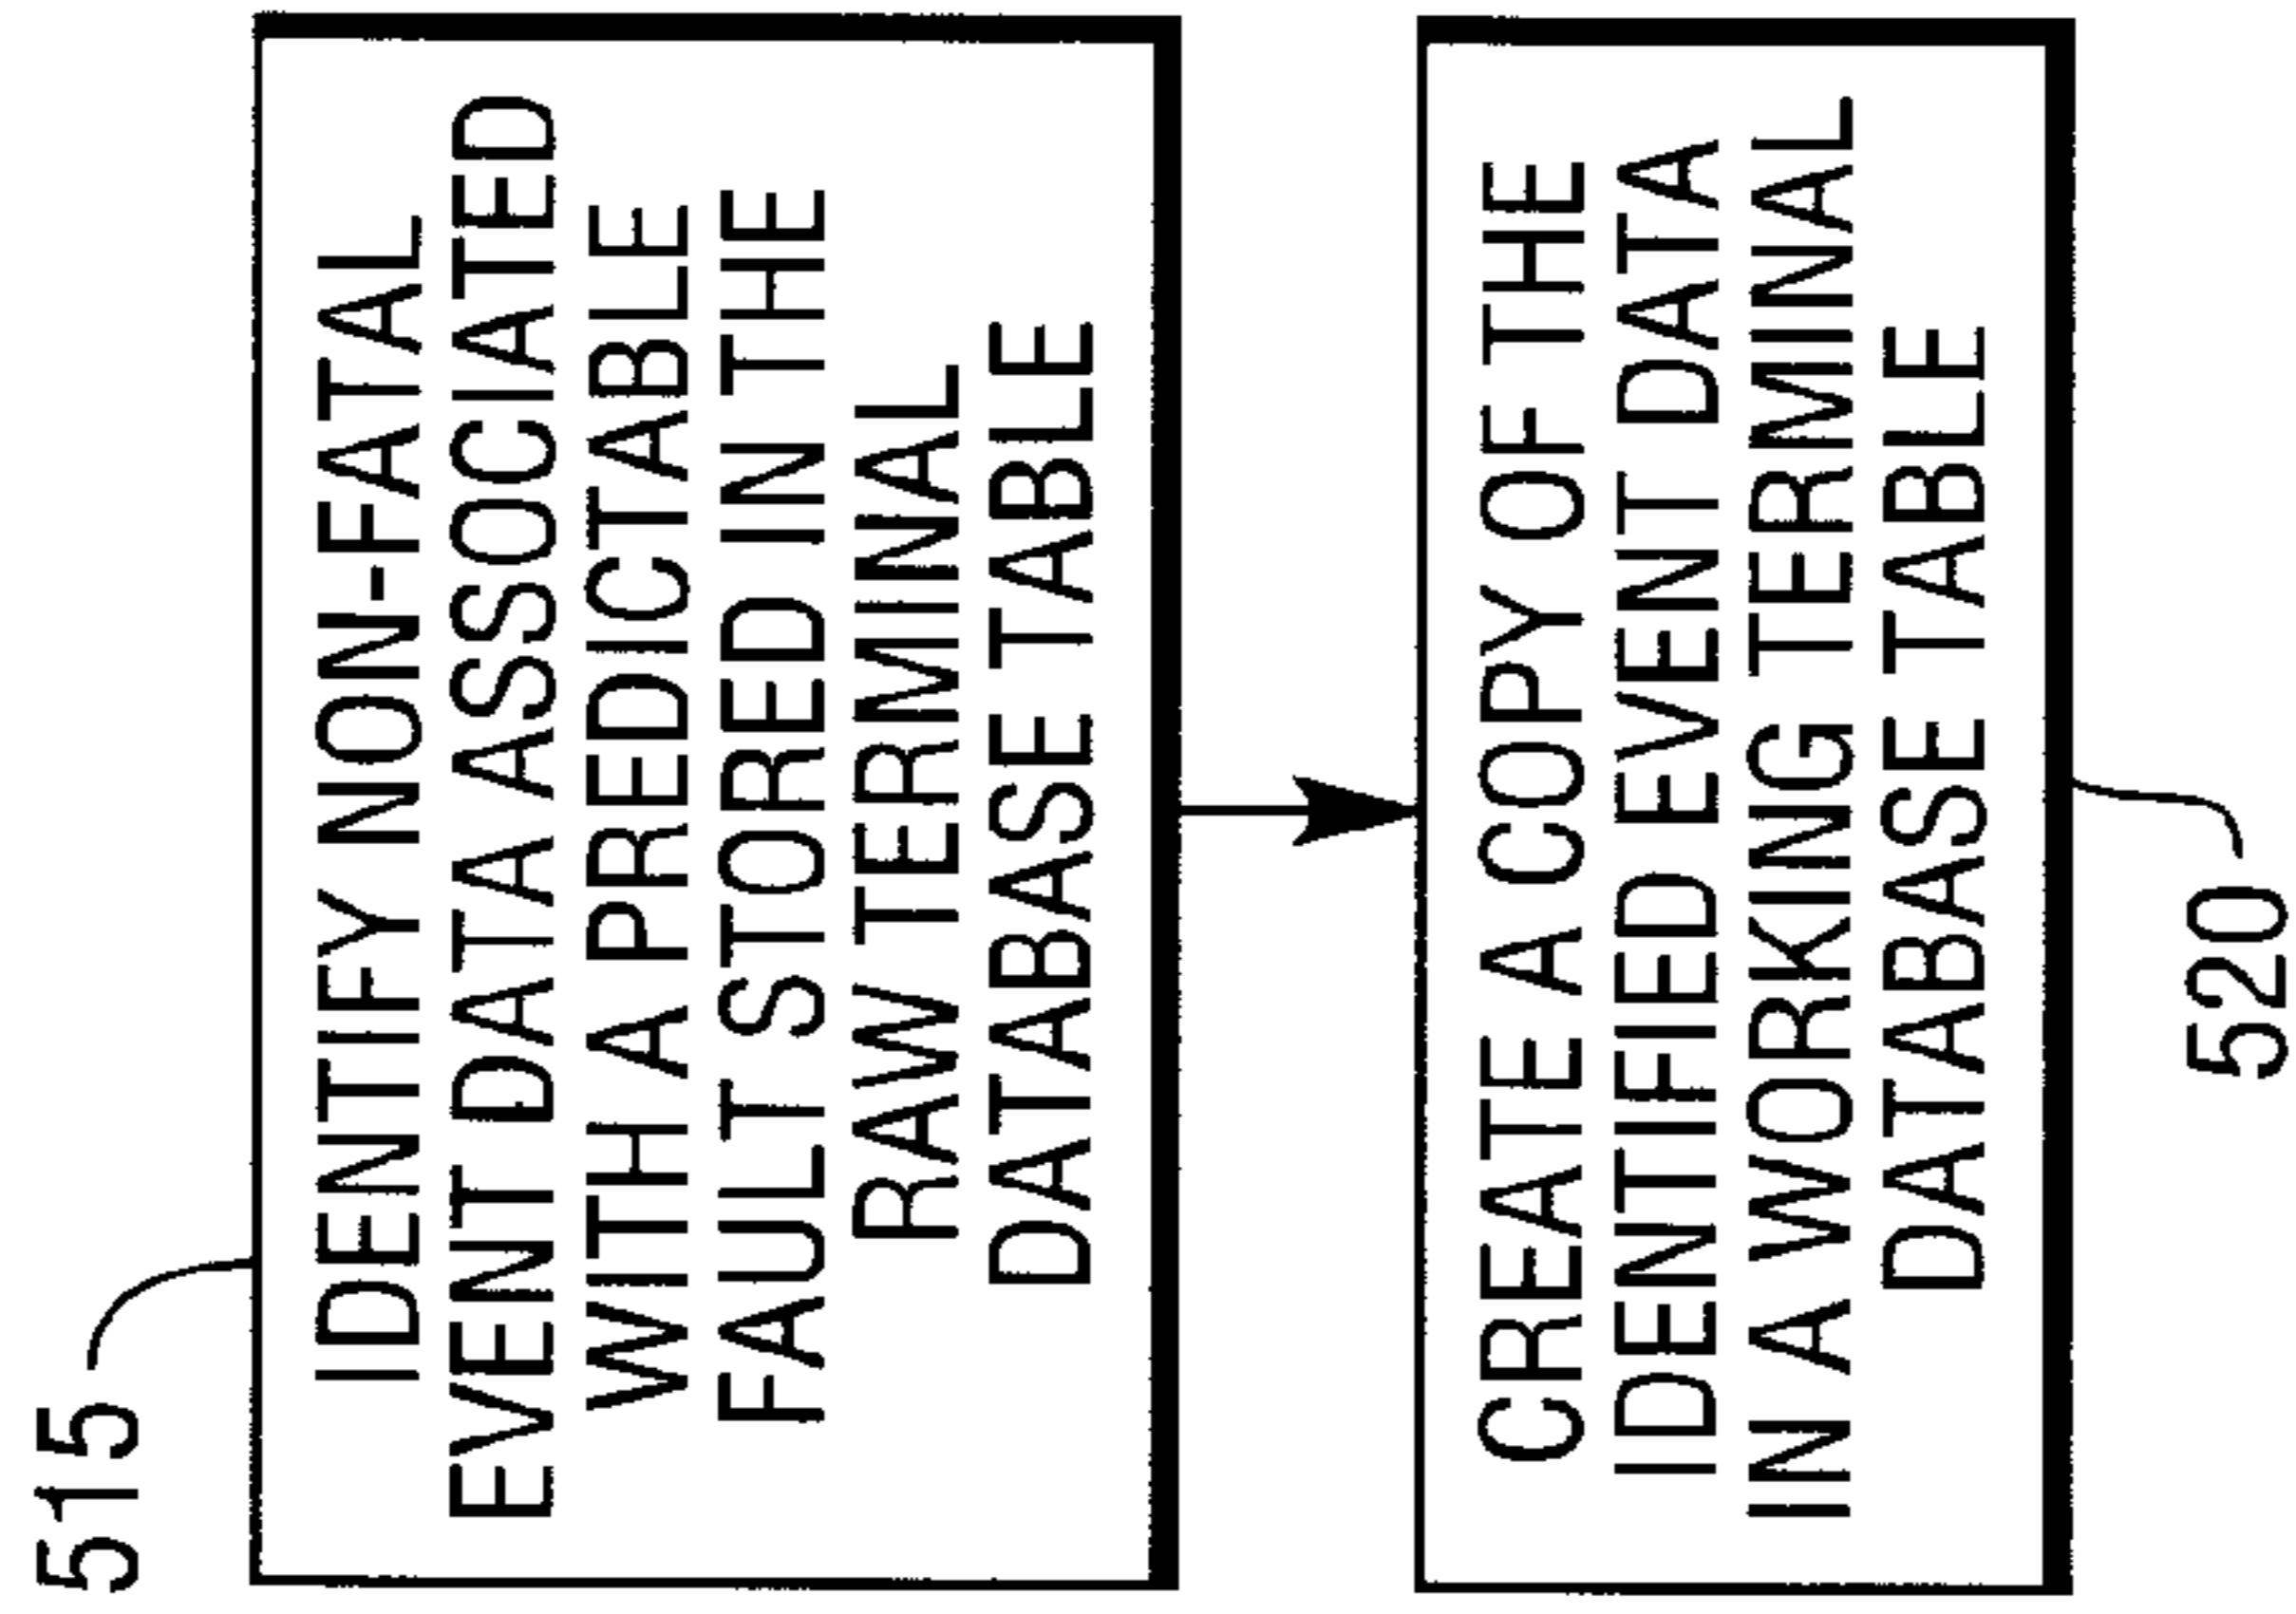 515
IDENTIFY NON-FATAL
EVENT DATA ASSOCIATED
WITH A PREDICTABLE
FAULT STORED IN THE
RAW TERMINAL
DATABASE TABLE
CREATE A COPY OF THE
IDENTIFIED EVENT DATA
IN A WORKING TERMINAL
DATABASE TABLE
520